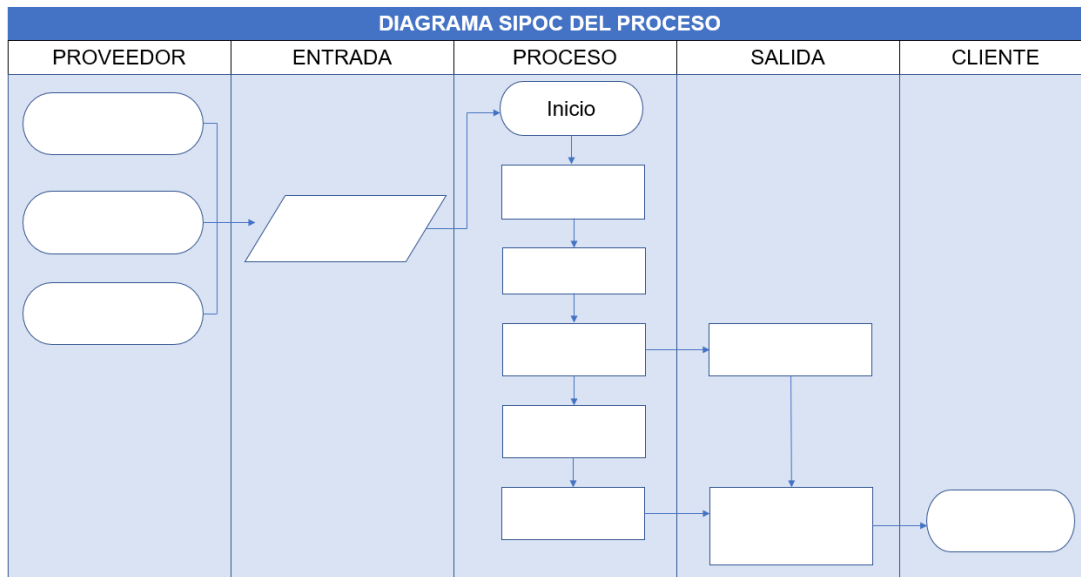 DIAGRAMA SIPOC DEL PROCESO
PROVEEDOR ENTRADA PROCESO SALIDA CLIENTE
Inicio